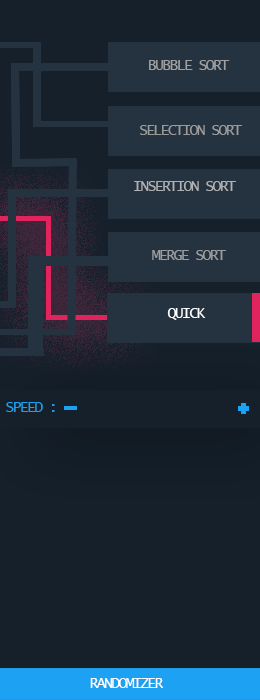 BUBBLE SORT
SELECTION SORT
INSERTION SORT
MERGE SORT
QUICK
SPEED : - +
RANDOMIZER